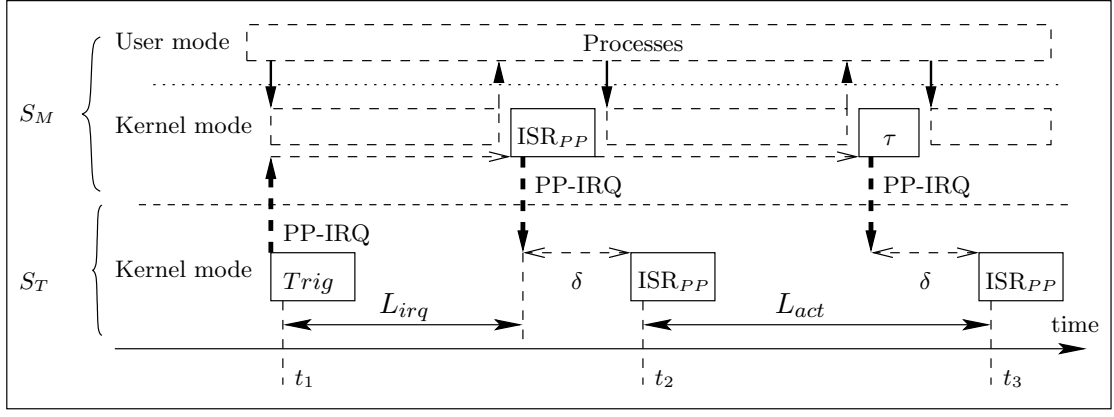 User mode
Processes
S_M
Kernel mode
ISR_PP
τ
PP-IRQ
PP-IRQ
PP-IRQ
S_T
Kernel mode
Trig
δ
ISR_PP
δ
ISR_PP
L_irq
L_act
time
t_1
t_2
t_3